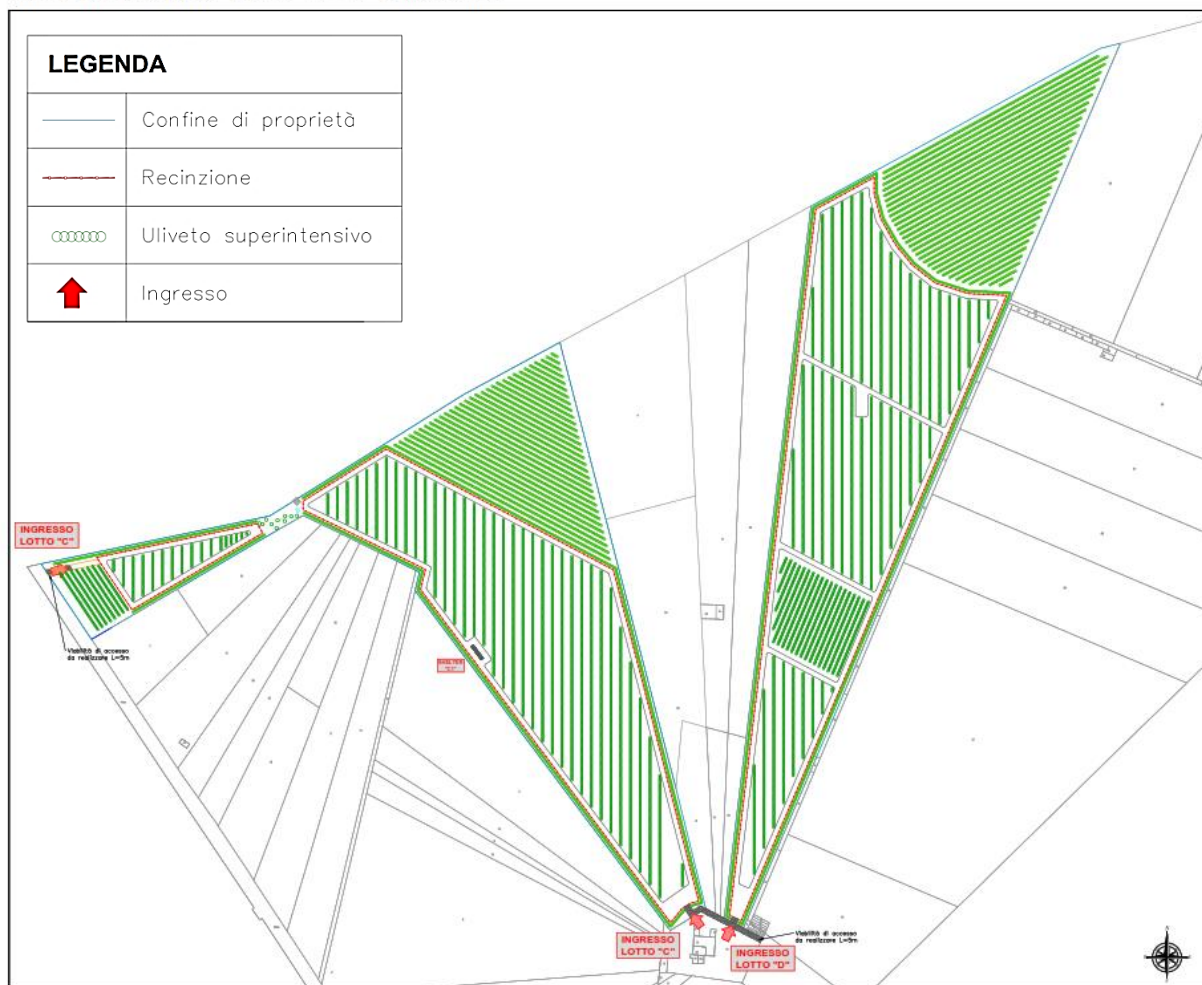 LEGENDA
Confine di proprietà
Recinzione
Uliveto superintensivo
Ingresso
INGRESSO
LOTTO "C"
Viabilità di accesso
da realizzare L=5m
INGRESSO
LOTTO "C"
INGRESSO
LOTTO "D"
Viabilità di accesso
da realizzare L=5m
N